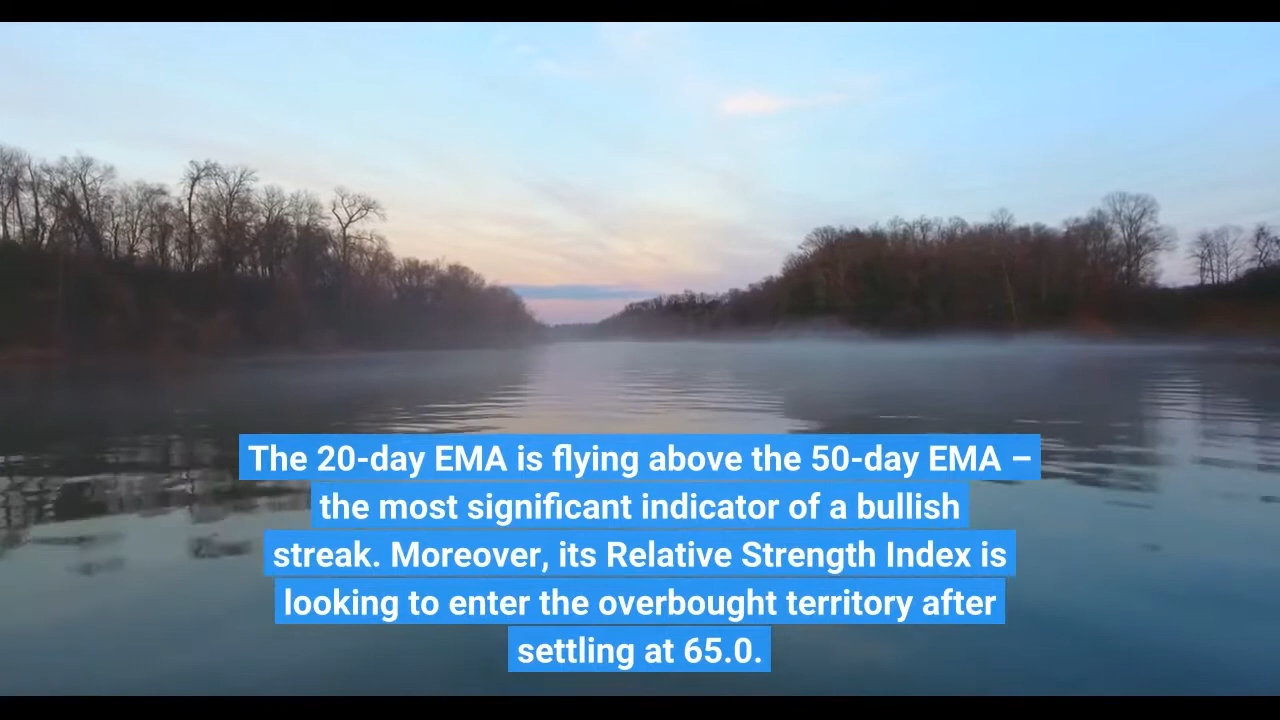 The 20-day EMA is flying above the 50-day EMA –
the most significant indicator of a bullish
streak. Moreover, its Relative Strength Index is
looking to enter the overbought territory after
settling at 65.0.